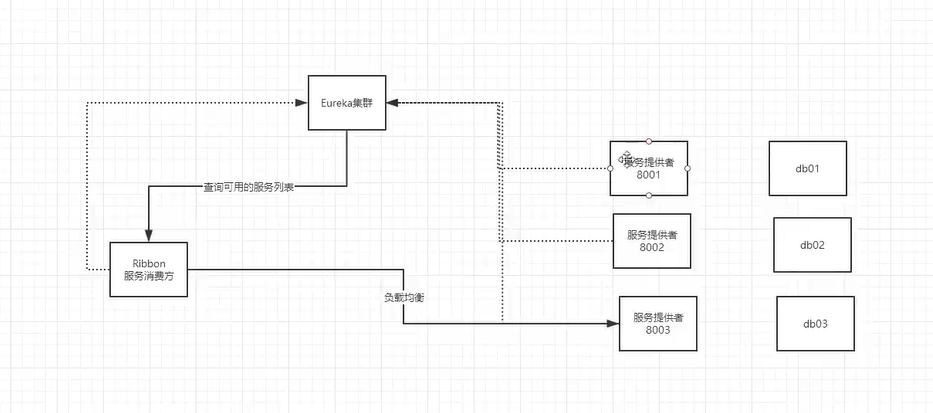 Eureka集群
查询可用的服务列表
Ribbon
服务消费方
负载均衡
服务提供者
8001
db01
服务提供者
8002
db02
服务提供者
8003
db03